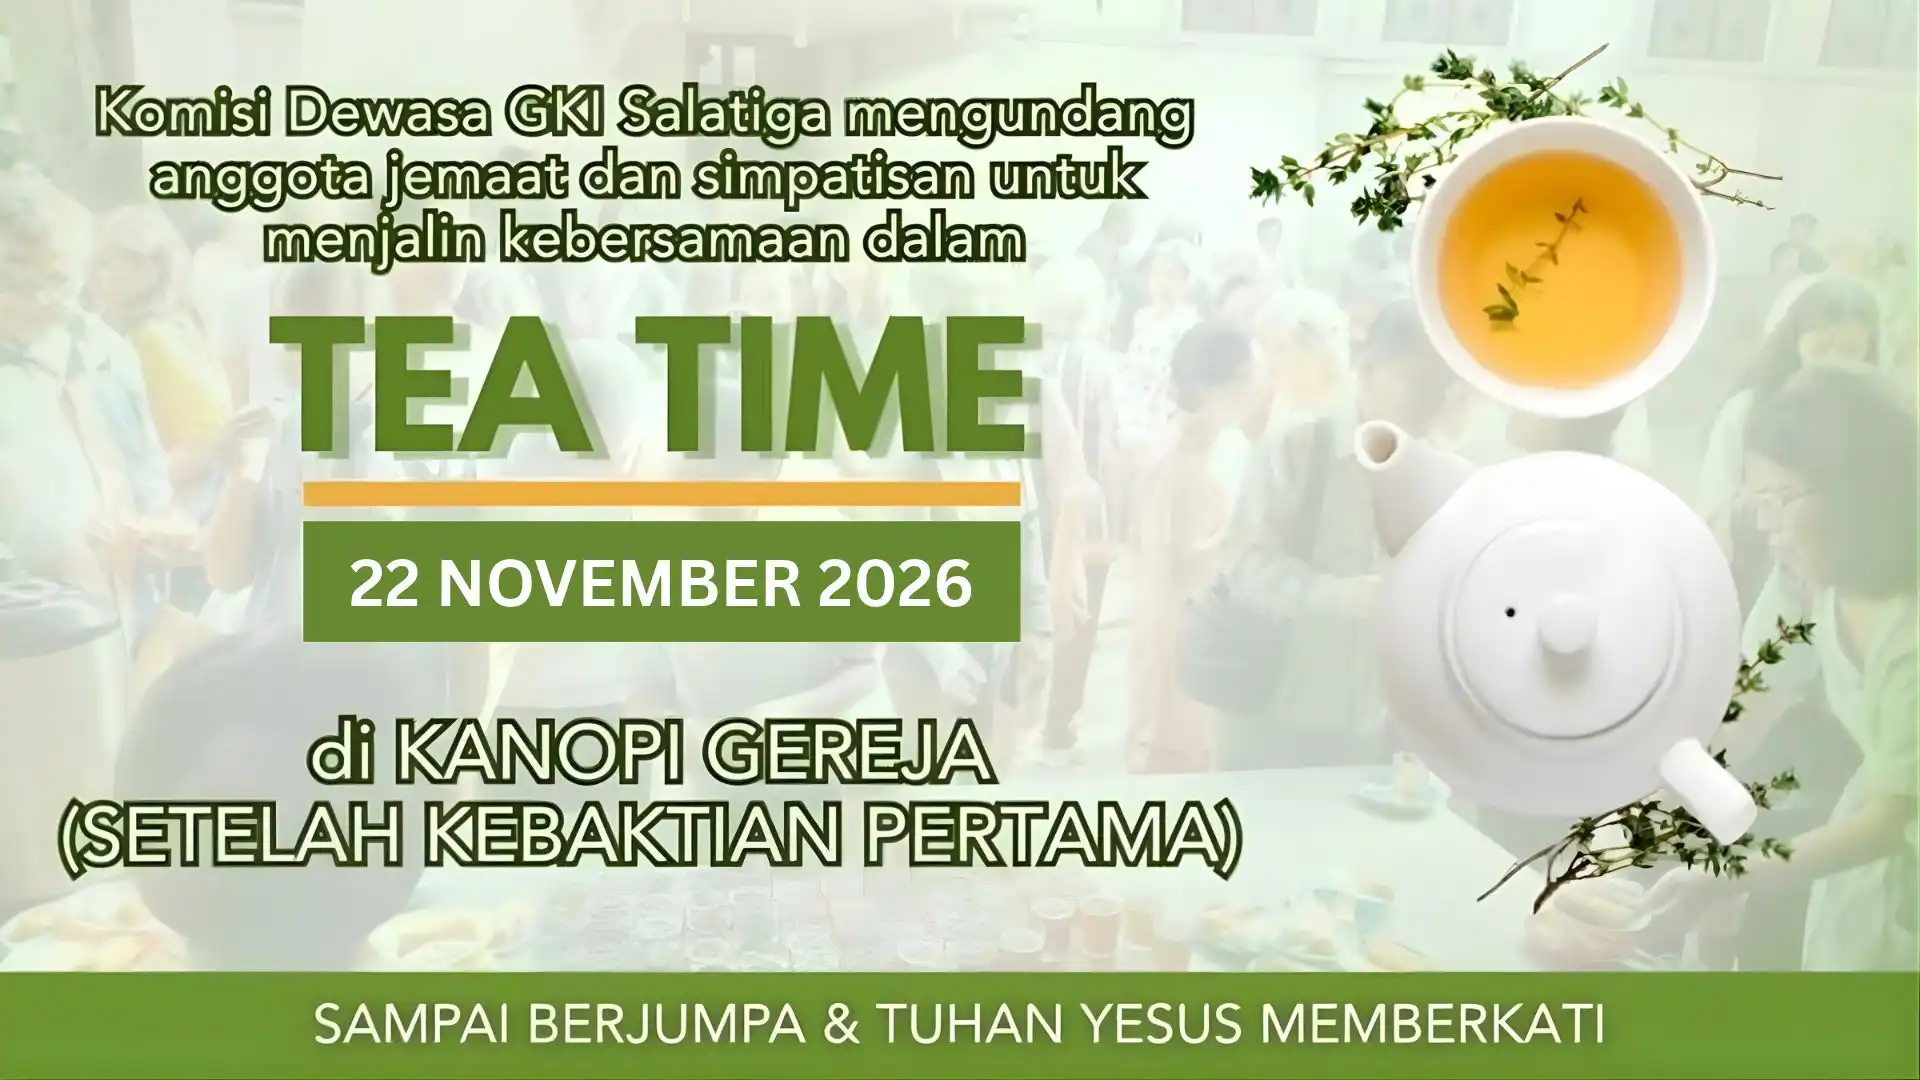 Komisi Dewasa GKI Salatiga mengundang
anggota jemaat dan simpatisan untuk
menjalin kebersamaan dalam
TEA TIME
22 NOVEMBER 2026
di KANOPI GEREJA
(SETELAH KEBAKTIAN PERTAMA)
SAMPAI BERJUMPA & TUHAN YESUS MEMBERKATI